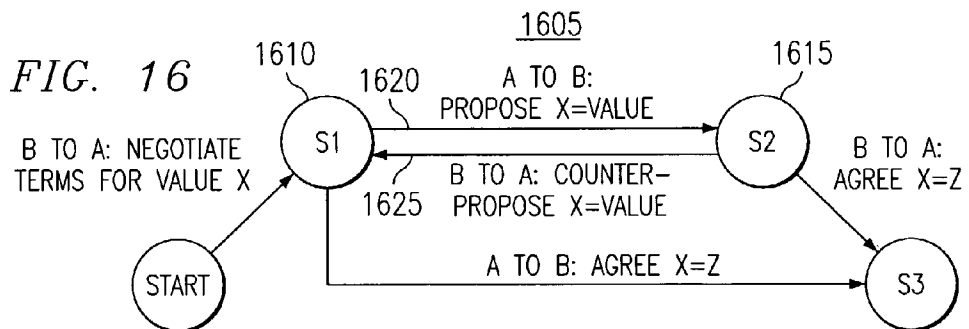 1605
FIG. 16
1610
1620
A TO B:
PROPOSE X=VALUE
1615
B TO A: NEGOTIATE
TERMS FOR VALUE X
S1
S2
B TO A:
AGREE X=Z
1625
B TO A: COUNTER-
PROPOSE X=VALUE
START
A TO B: AGREE X=Z
S3